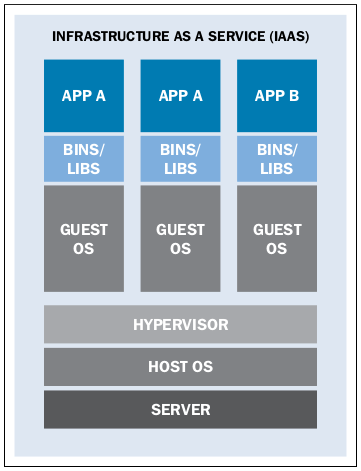 INFRASTRUCTURE AS A SERVICE (IAAS)
APP A
APP A
APP B
BINS/
LIBS
BINS/
LIBS
BINS/
LIBS
GUEST
OS
GUEST
OS
GUEST
OS
HYPERVISOR
HOST OS
SERVER